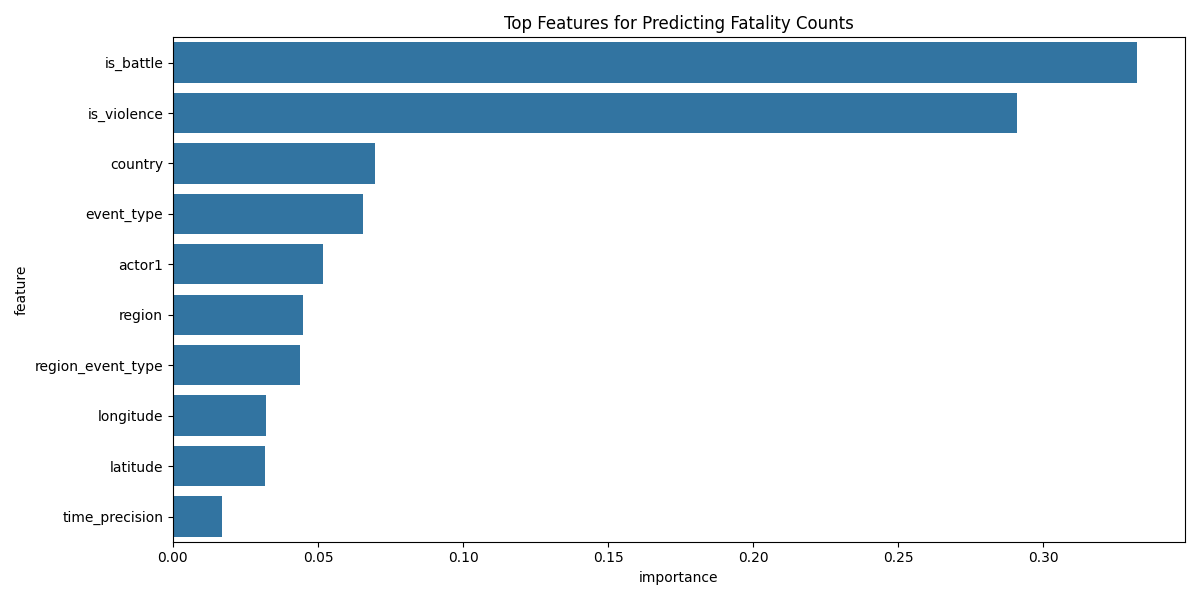 Top Features for Predicting Fatality Counts
feature
is_battle
is_violence
country
event_type
actor1
region
region_event_type
longitude
latitude
time_precision
0.00 0.05 0.10 0.15 0.20 0.25 0.30
importance